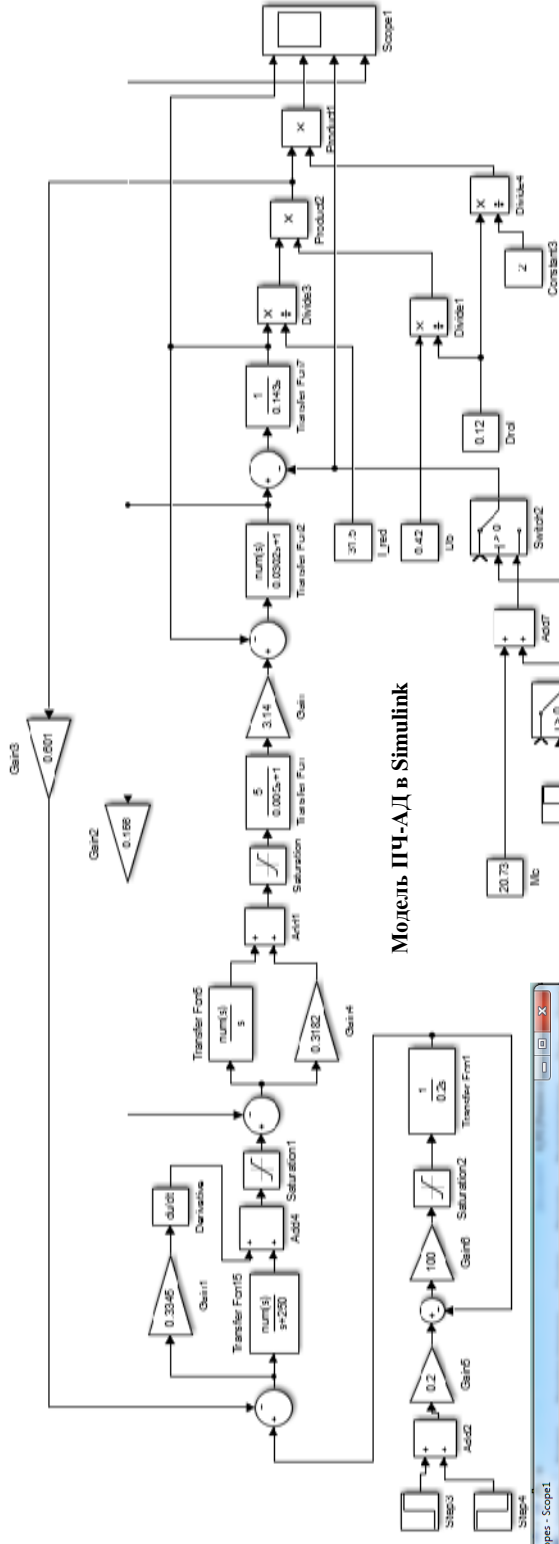 Gain3
0.601
Gain2
0.166
0.3345
Gain1
du/dt
Derivative
Transfer Fcn15
num(s)
s+250
Add4
Saturation1
Transfer Fcn5
num(s)
s
0.3182
Gain4
Add1
Saturation
5
0.005s+1
Transfer Fcn
3.14
Gain
num(s)
0.0302s+1
Transfer Fcn2
1
0.143s
Transfer Fcn7
Divide3
Product2
Product1
Scope1
Модель ПЧ-АД в Simulink
I_red
0.42
0.12
Divide1
2
Constant3
Divide4
20.73
Mc
Add7
Switch2
Step3
Step4
Add2
0.2
Gain5
100
Gain6
Saturation2
1
0.2s
Transfer Fcn1
opes - Scope1